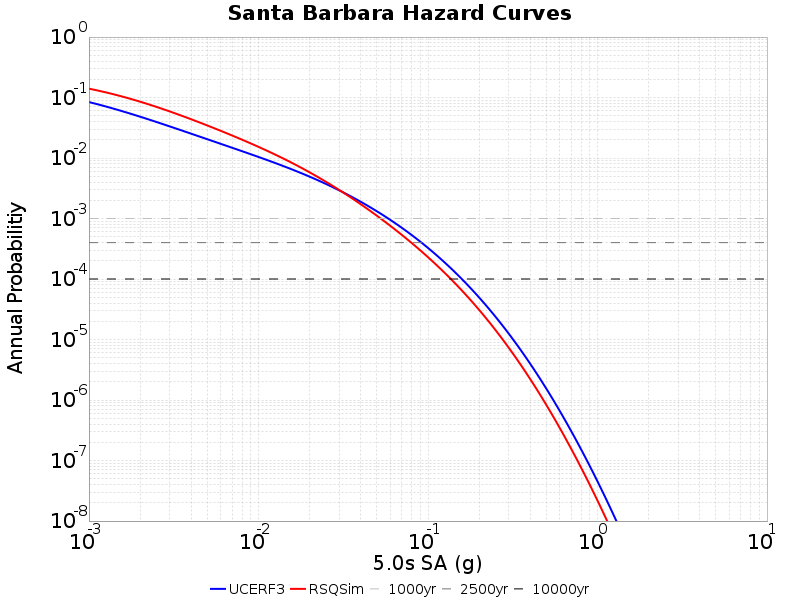 Santa Barbara Hazard Curves
10^0
10^-1
10^-2
10^-3
10^-4
10^-5
10^-6
10^-7
10^-8
Annual Probabilitiy
10^-3 10^-2 10^-1 10^0 10^1
5.0s SA (g)
UCERF3 RSQSim 1000yr 2500yr 10000yr